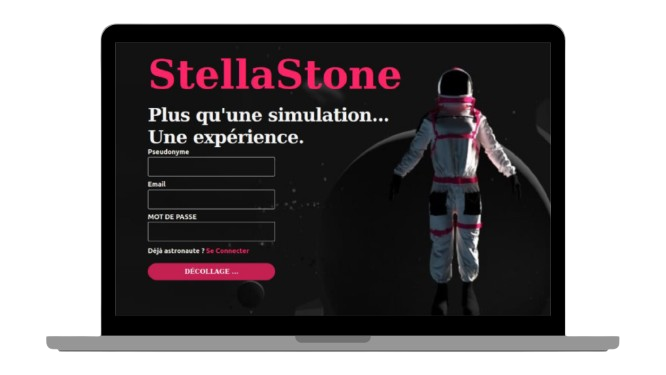 StellaStone
Plus qu'une simulation...
Une expérience.
Pseudonyme
Email
MOT DE PASSE
Déjà astronaute ? Se Connecter
DÉCOLLAGE ...